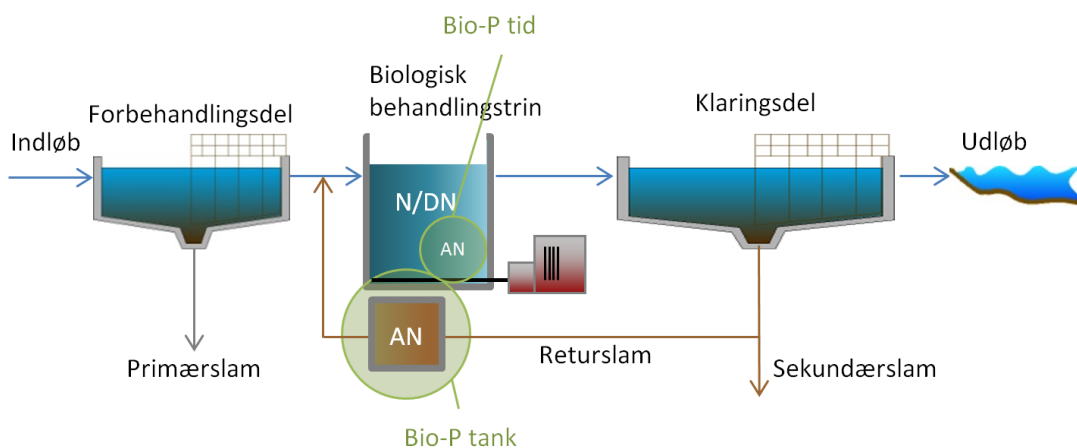 Bio-P tid
Biologisk
behandlingstrin
Forbehandlingsdel
Klaringsdel
Indløb
Udløb
N/DN
AN
AN
Returslam
Primærslam
Sekundærslam
Bio-P tank